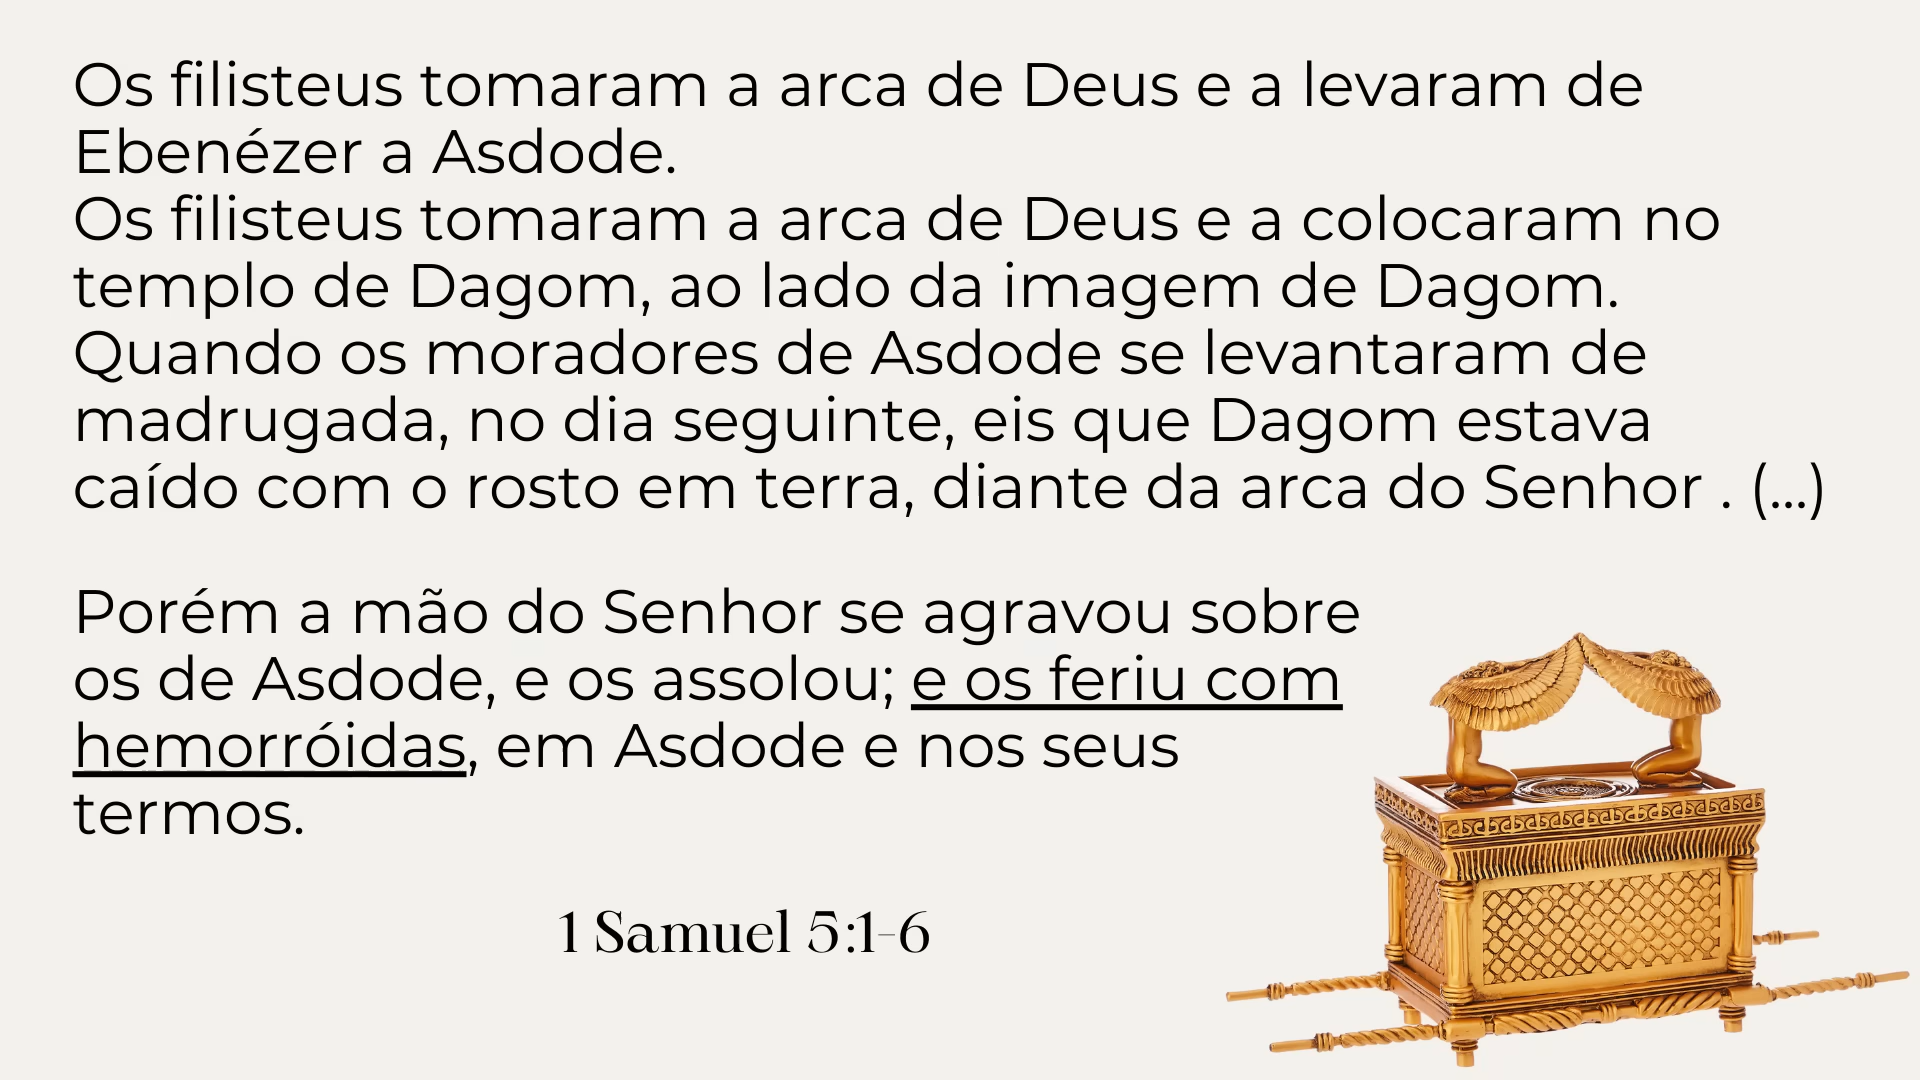 Os filisteus tomaram a arca de Deus e a levaram de
Ebenézer a Asdode.
Os filisteus tomaram a arca de Deus e a colocaram no
templo de Dagom, ao lado da imagem de Dagom.
Quando os moradores de Asdode se levantaram de
madrugada, no dia seguinte, eis que Dagom estava
caído com o rosto em terra, diante da arca do Senhor . (...)
Porém a mão do Senhor se agravou sobre
os de Asdode, e os assolou; e os feriu com
hemorróidas, em Asdode e nos seus
termos.
1 Samuel 5:1-6